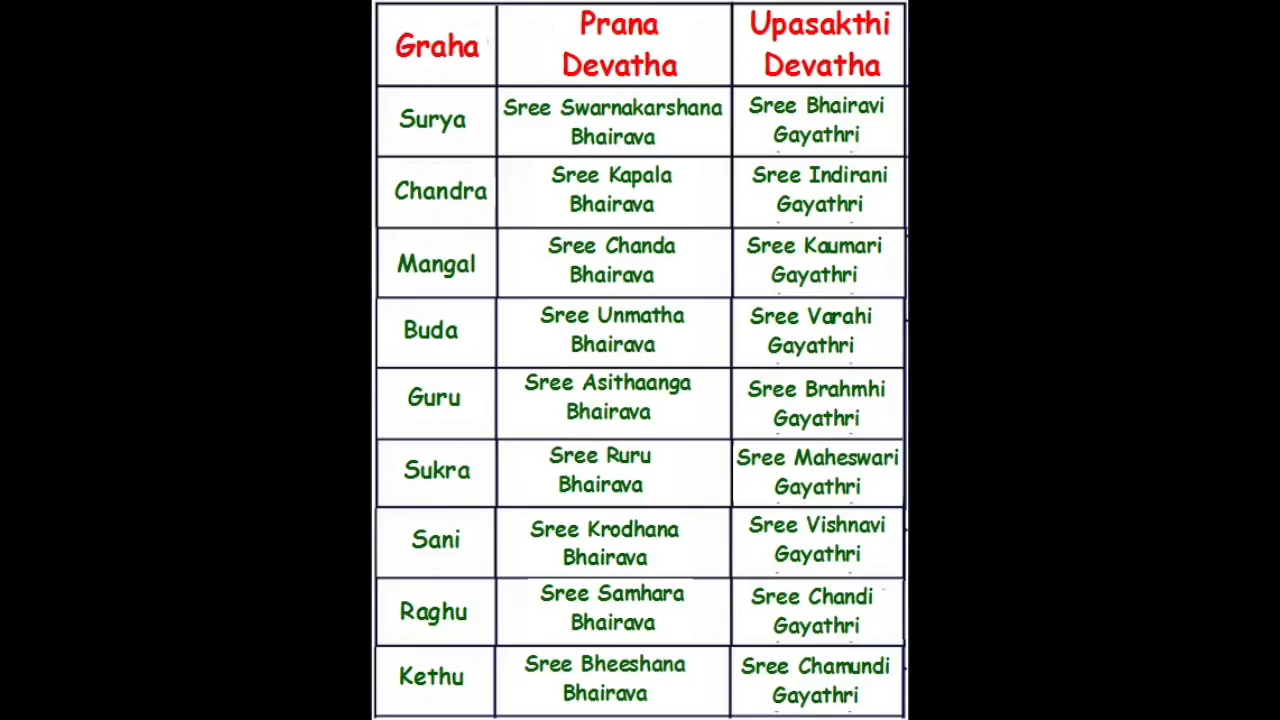 Graha
Prana
Devatha
Upasakthi
Devatha
Surya
Sree Swarnakarshana
Bhairava
Sree Bhairavi
Gayathri
Chandra
Sree Kapala
Bhairava
Sree Indirani
Gayathri
Mangal
Sree Chanda
Bhairava
Sree Kaumari
Gayathri
Buda
Sree Unmatha
Bhairava
Sree Varahi
Gayathri
Guru
Sree Asithaanga
Bhairava
Sree Brahmhi
Gayathri
Sukra
Sree Ruru
Bhairava
Sree Maheswari
Gayathri
Sani
Sree Krodhana
Bhairava
Sree Vishnavi
Gayathri
Raghu
Sree Samhara
Bhairava
Sree Chandi
Gayathri
Kethu
Sree Bheeshana
Bhairava
Sree Chamundi
Gayathri